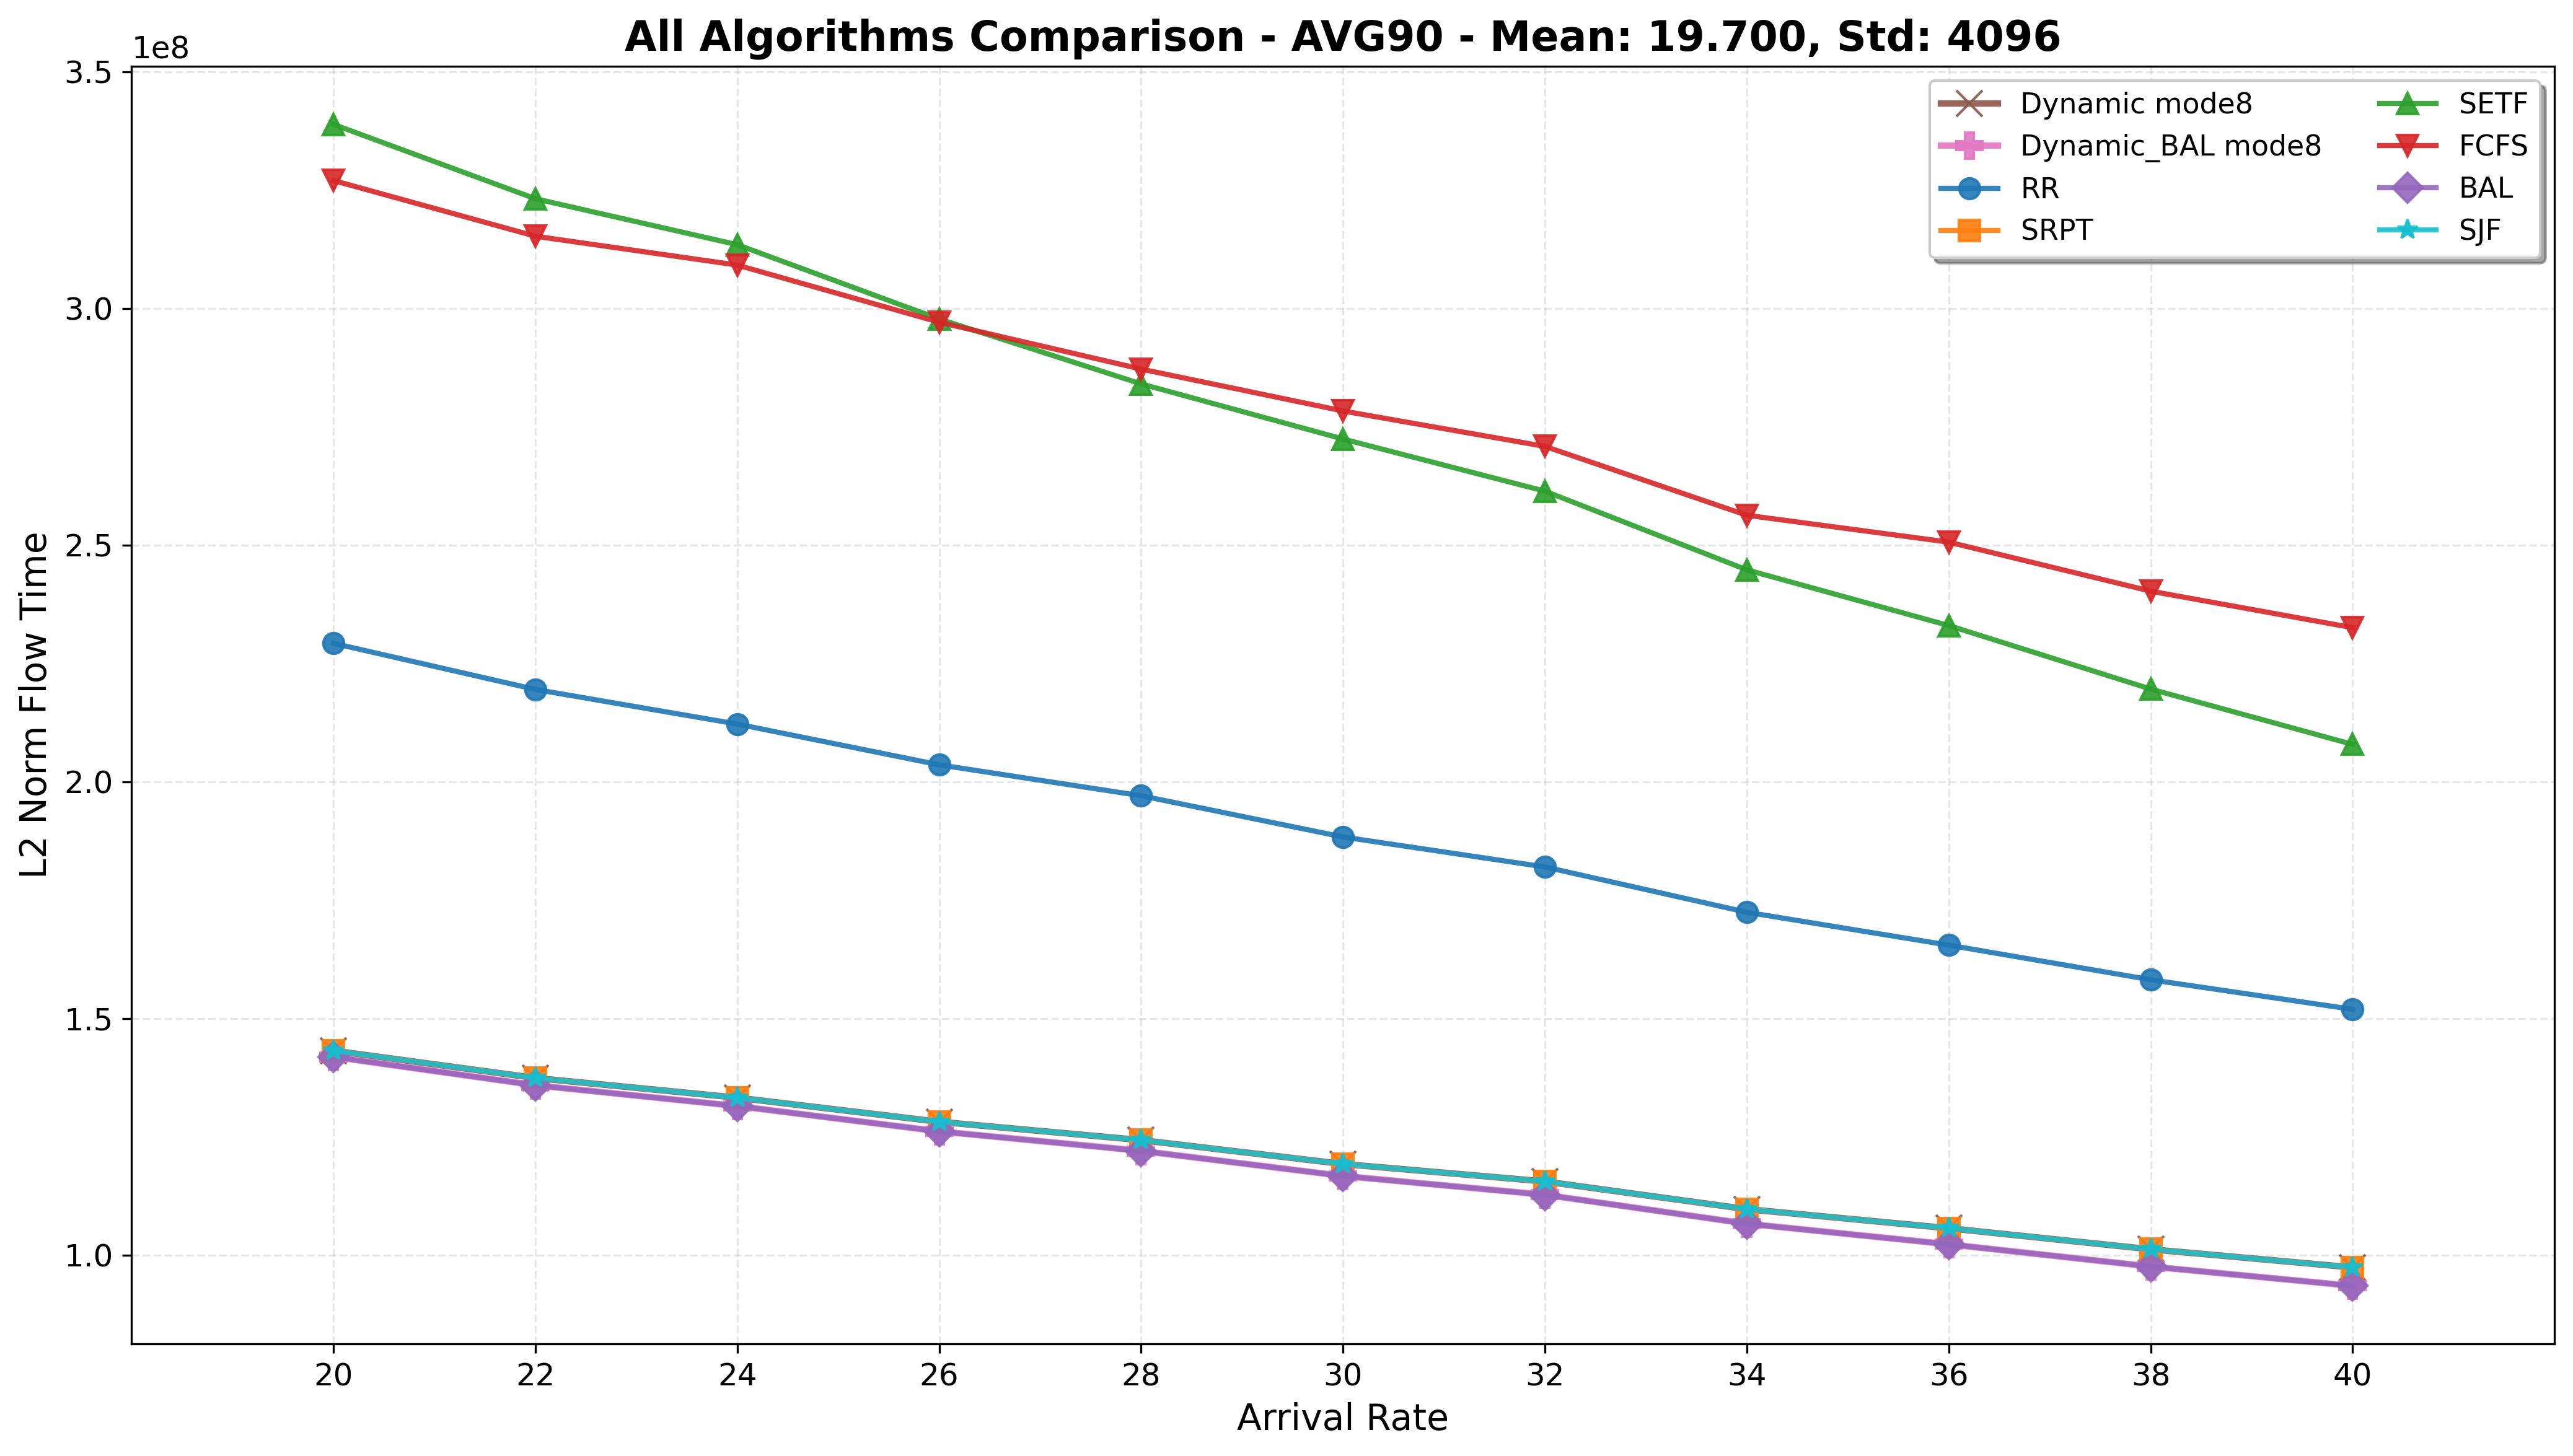 All Algorithms Comparison - AVG90 - Mean: 19.700, Std: 4096
1e8
3.5
3.0
2.5
2.0
1.5
1.0
L2 Norm Flow Time
Dynamic mode8
Dynamic_BAL mode8
RR
SRPT
SETF
FCFS
BAL
SJF
20 22 24 26 28 30 32 34 36 38 40
Arrival Rate